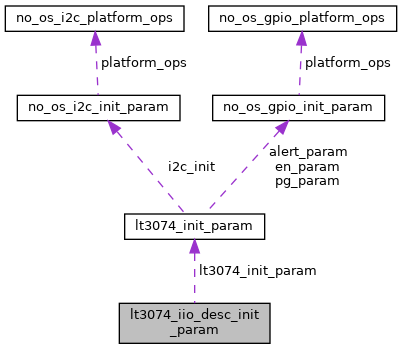 no_os_i2c_platform_ops
no_os_gpio_platform_ops
platform_ops
platform_ops
no_os_i2c_init_param
no_os_gpio_init_param
i2c_init
alert_param
en_param
pg_param
lt3074_init_param
lt3074_init_param
lt3074_iio_desc_init
_param